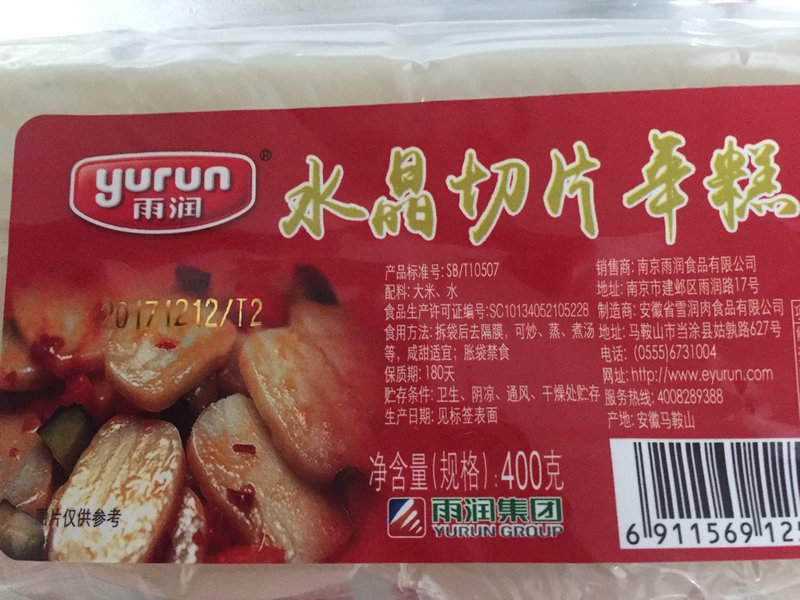 yurun®
雨润
水晶切片年糕
产品标准号: SB/T10507
配料: 大米、水
食品生产许可证编号:SC10134052105228
食用方法: 拆袋后去隔膜, 可炒、蒸、煮汤
等, 咸甜适宜; 胀袋禁食
保质期: 180天
贮存条件: 卫生、阴凉、通风、干燥处贮存
生产日期: 见标签表面
销售商: 南京雨润食品有限公司
地址: 南京市建邺区雨润路17号
制造商: 安徽省雪润肉食品有限公司
地址: 马鞍山市当涂县姑孰路627号
电话: (0555)6731004
网址: http://www.eyurun.com
服务热线: 4008289388
产地: 安徽马鞍山
20171212/T2
净含量(规格): 400克
雨润集团
YURUN GROUP
图片仅供参考
6 911569 125